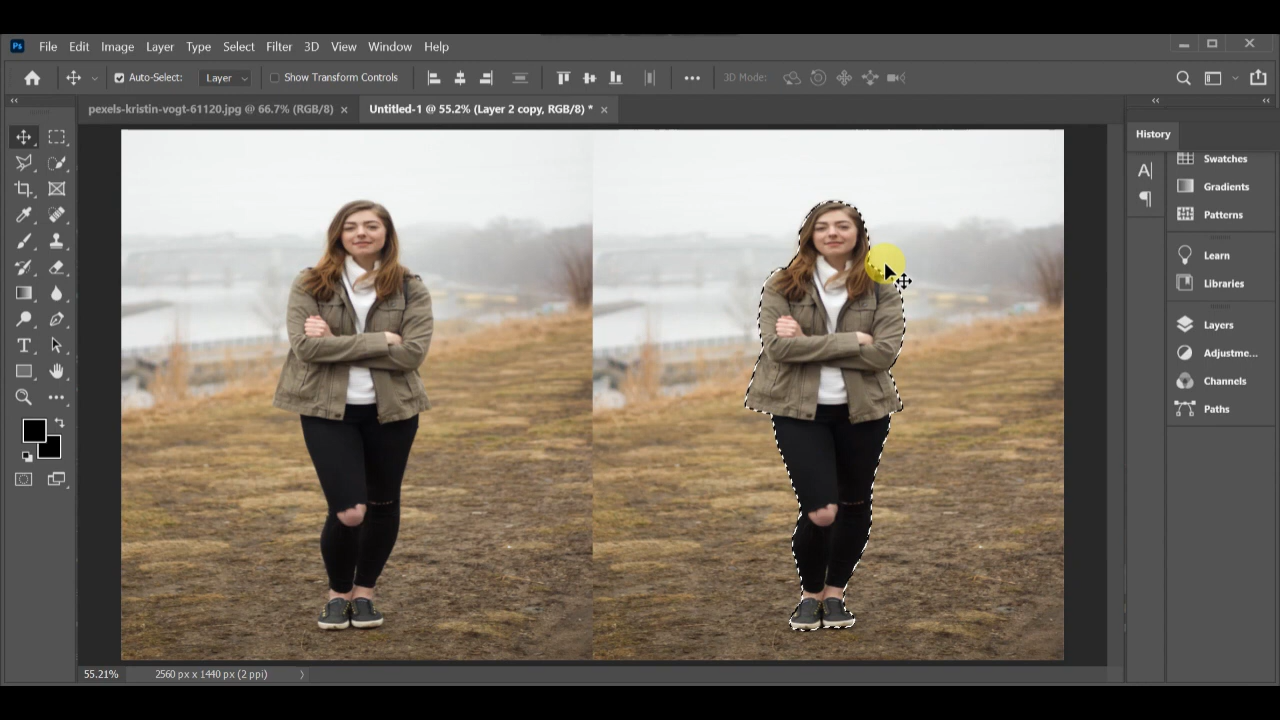 Ps File Edit Image Layer Type Select Filter 3D View Window Help
Auto-Select: Layer Show Transform Controls 3D Mode:
pexels-kristin-vogt-61120.jpg @ 66.7% (RGB/8) × Untitled-1 @ 55.2% (Layer 2 copy, RGB/8) * ×
History
Swatches
Gradients
Patterns
Learn
Libraries
Layers
Adjustme...
Channels
Paths
55.21% 2560 px x 1440 px (2 ppi)